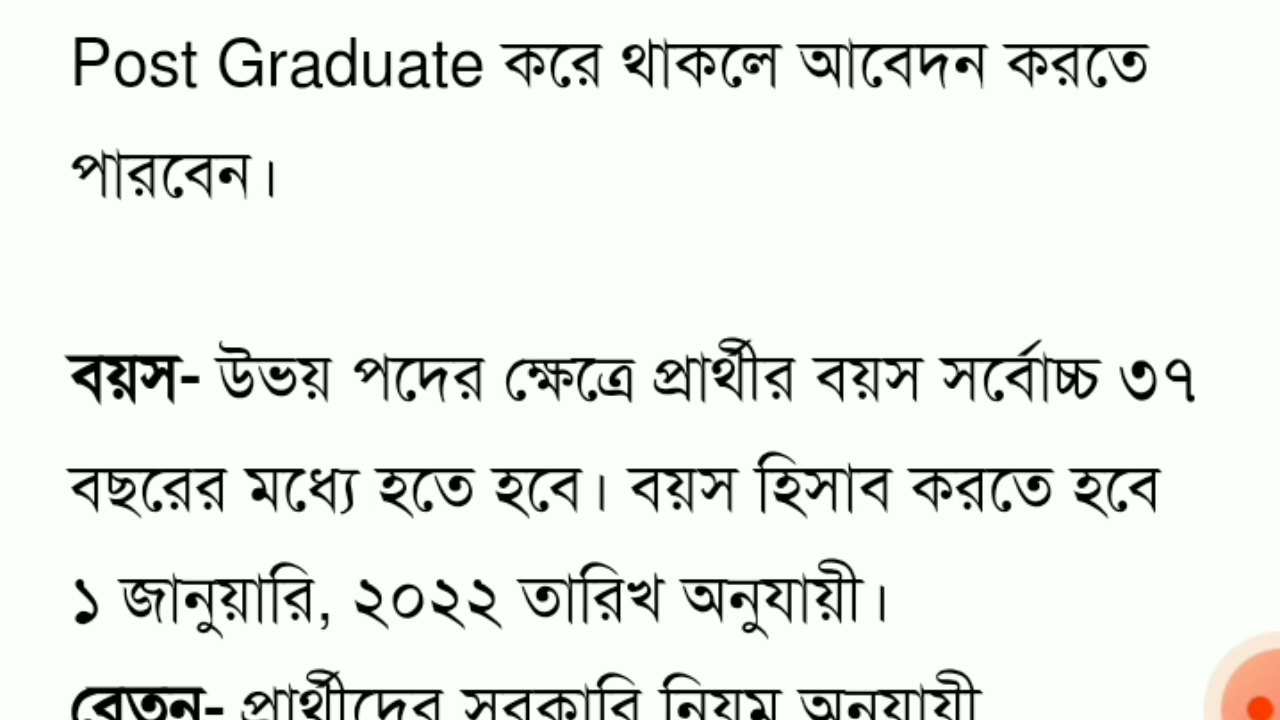 Post Graduate করে থাকলে আবেদন করতে
পারবেন।
বয়স- উভয় পদের ক্ষেত্রে প্রার্থীর বয়স সর্বোচ্চ ৩৭
বছরের মধ্যে হতে হবে। বয়স হিসাব করতে হবে
১ জানুয়ারি, ২০২২ তারিখ অনুযায়ী।
বেতন- প্রার্থীদের সরকারি নিয়ম অনুযায়ী